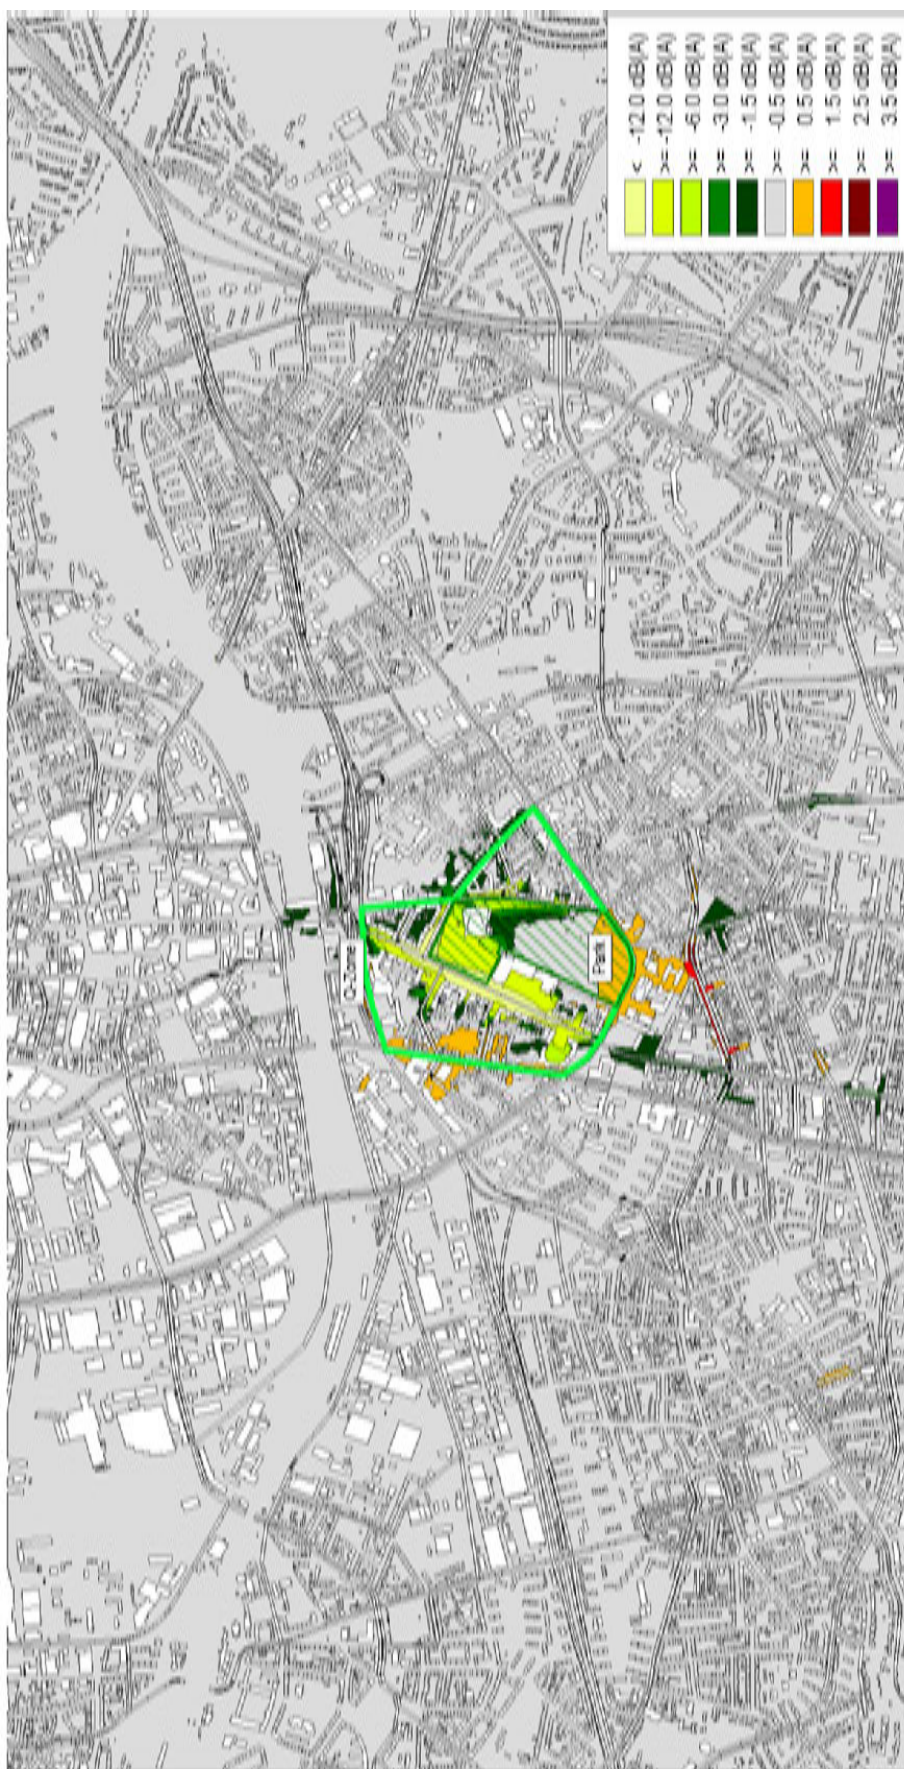 < -12.0 dB(A)
>= -12.0 dB(A)
>= -6.0 dB(A)
>= -3.0 dB(A)
>= -1.5 dB(A)
>= -0.5 dB(A)
>= 0.5 dB(A)
>= 1.5 dB(A)
>= 2.5 dB(A)
>= 3.5 dB(A)
Q-Zone
Park